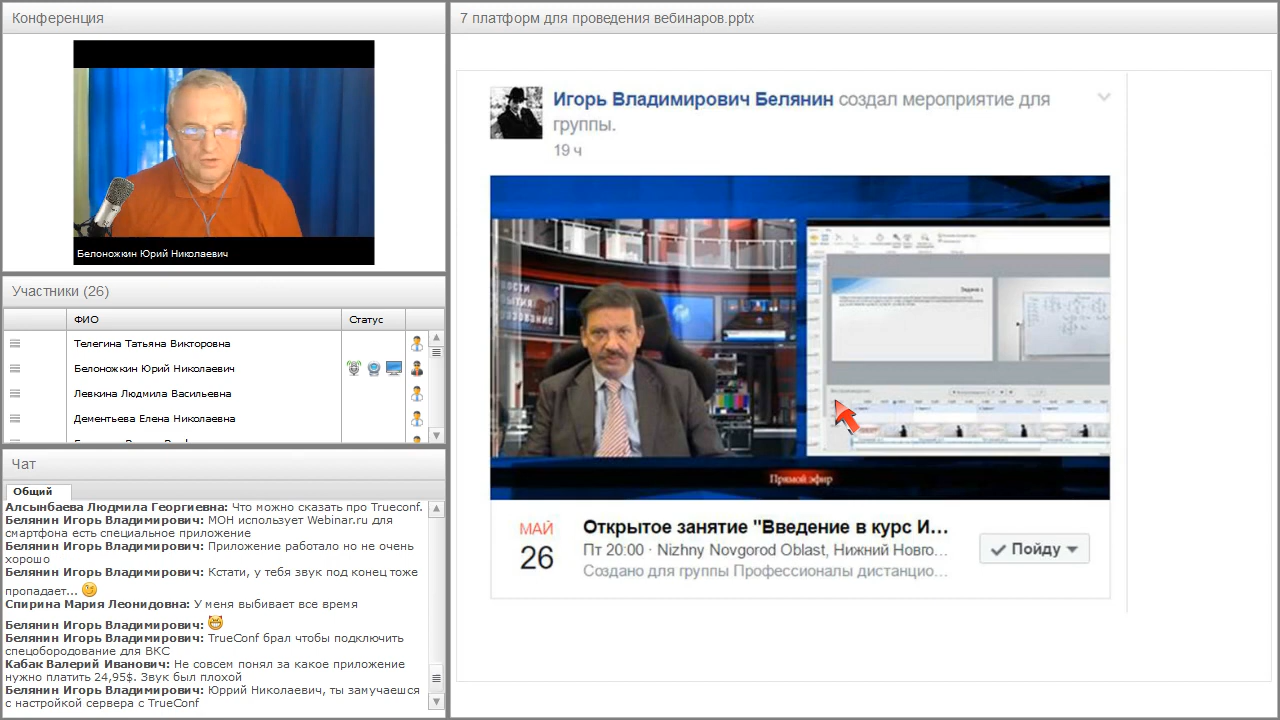 Конференция
Белоножкин Юрий Николаевич
Участники (26)
ФИО
Статус
Телегина Татьяна Викторовна
Белоножкин Юрий Николаевич
Левкина Людмила Васильевна
Дементьева Елена Николаевна
Чат
Общий
Алсынбаева Людмила Георгиевна: Что можно сказать про Trueconf.
Белянин Игорь Владимирович: МОН использует Webinar.ru для
смартфона есть специальное приложение
Белянин Игорь Владимирович: Приложение работало но не очень
хорошо
Белянин Игорь Владимирович: Кстати, у тебя звук под конец тоже
пропадает...
Спирина Мария Леонидовна: У меня выбивает все время
Белянин Игорь Владимирович:
Белянин Игорь Владимирович: TrueConf брал чтобы подключить
спецобородование для ВКС
Кабак Валерий Иванович: Не совсем понял за какое приложение
нужно платить 24,95$. Звук был плохой
Белянин Игорь Владимирович: Юррий Николаевич, ты замучаешся
с настройкой сервера с TrueConf
7 платформ для проведения вебинаров.pptx
Игорь Владимирович Белянин создал мероприятие для
группы.
19 ч
Прямой эфир
МАЙ
26
Открытое занятие "Введение в курс И...
Пт 20:00 · Nizhny Novgorod Oblast, Нижний Новго...
Создано для группы Профессионалы дистанцио...
Пойду